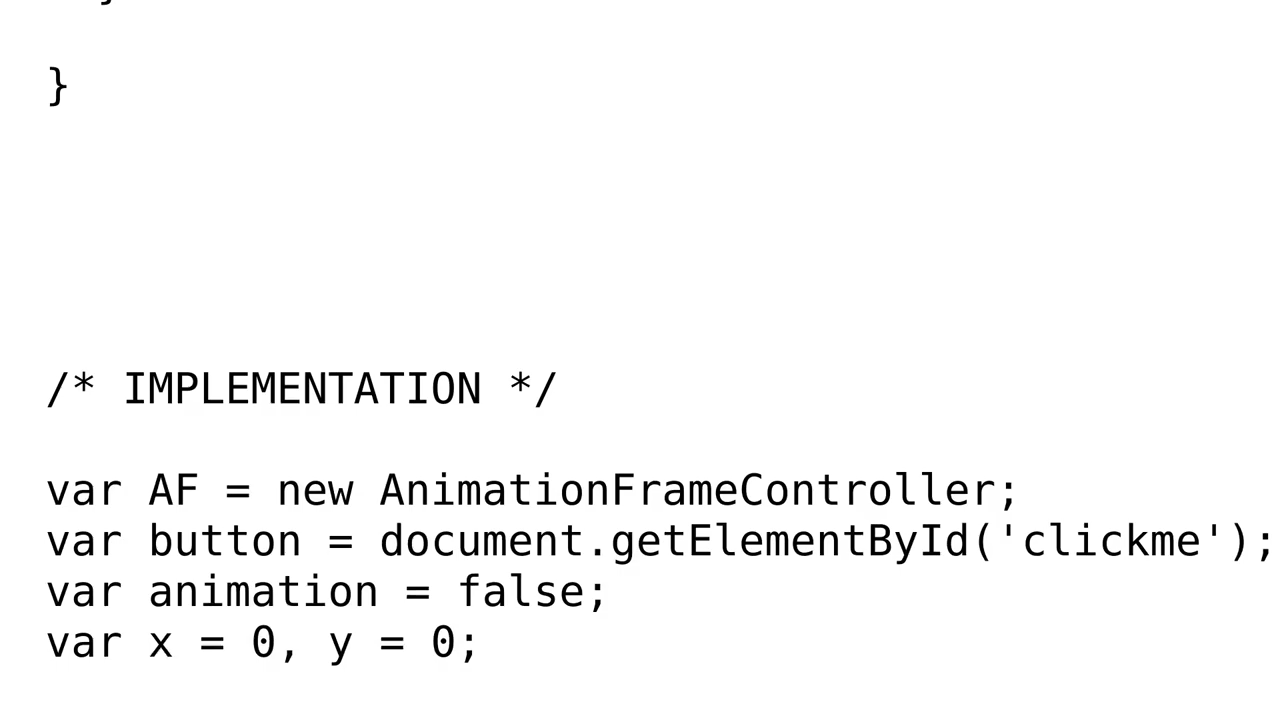 }
}
/* IMPLEMENTATION */
var AF = new AnimationFrameController;
var button = document.getElementById('clickme');
var animation = false;
var x = 0, y = 0;